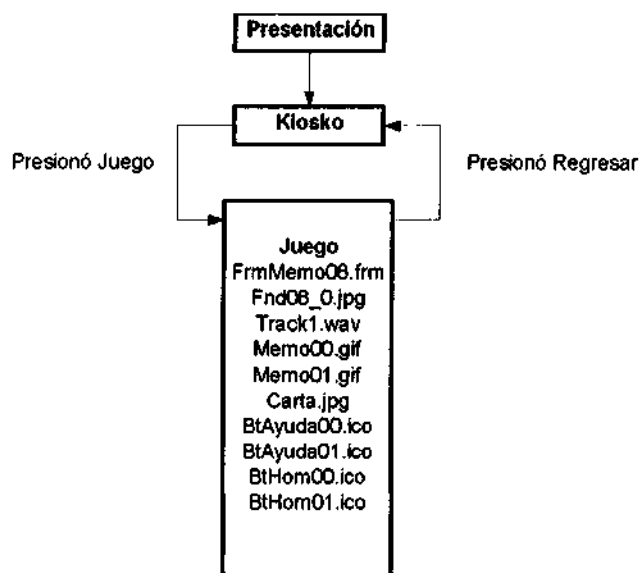 Presentación
Kiosko
Presionó Juego
Presionó Regresar
Juego
FrmMemo08.frm
Fnd08_0.jpg
Track1.wav
Memo00.gif
Memo01.gif
Carta.jpg
BtAyuda00.ico
BtAyuda01.ico
BtHom00.ico
BtHom01.ico